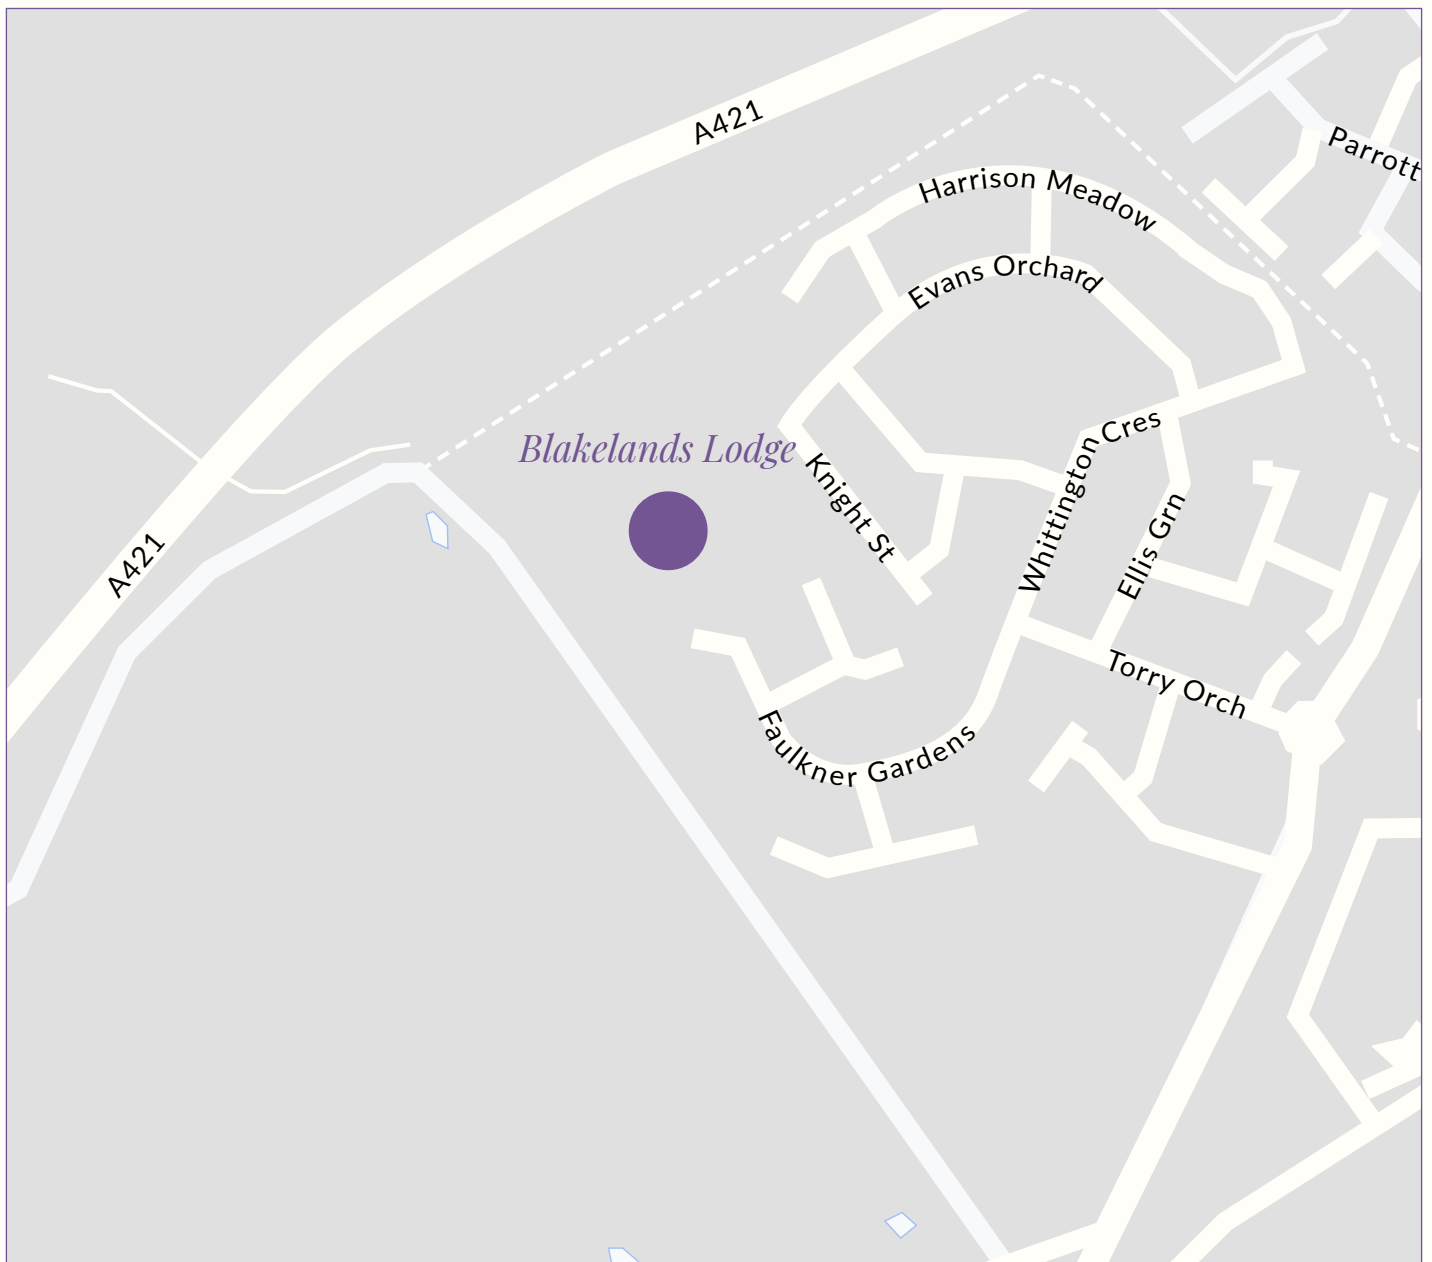 A421
Parrott
Harrison Meadow
Evans Orchard
Whittington Cres
Blakelands Lodge
Knight St
Ellis Grn
A421
Torry Orch
Faulkner Gardens